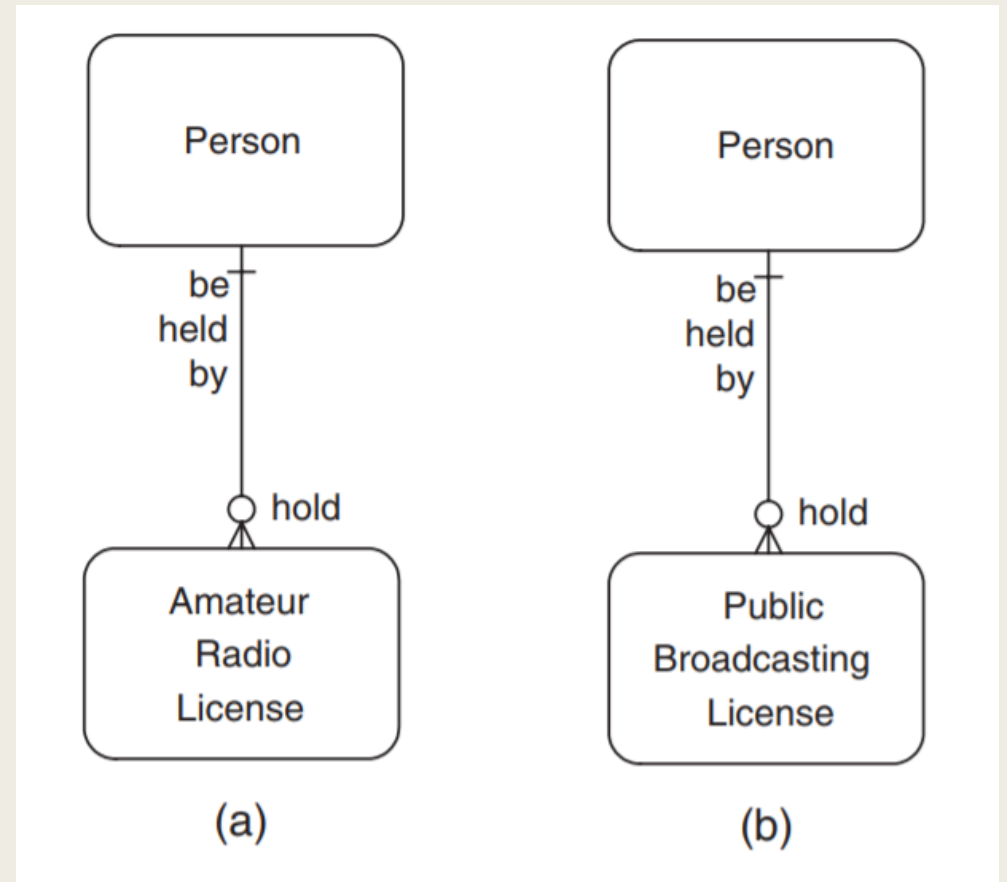 Person
be
held
by
hold
Amateur
Radio
License
(a)
Person
be
held
by
hold
Public
Broadcasting
License
(b)